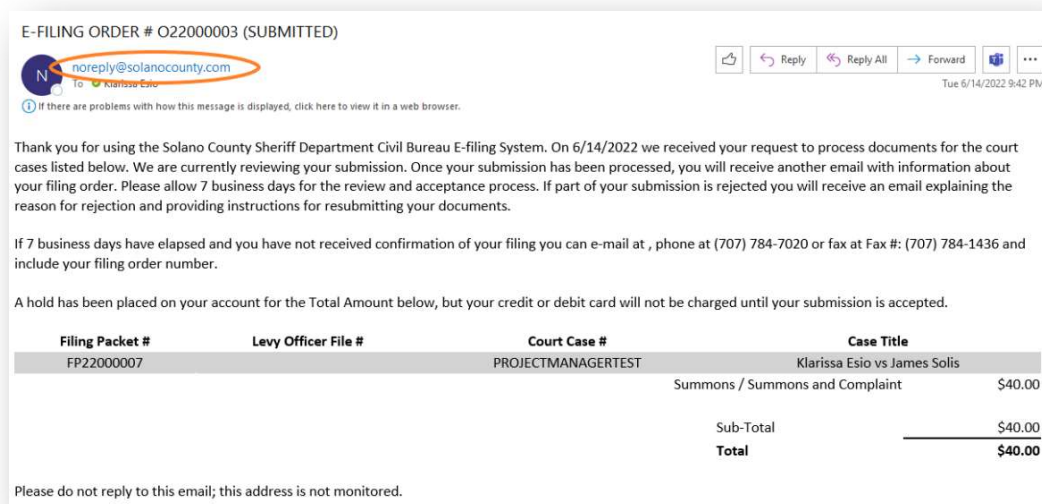 E-FILING ORDER # O22000003 (SUBMITTED)
N
noreply@solanocounty.com
To Klarissa Esio
Reply Reply All Forward
Tue 6/14/2022 9:42 PM
If there are problems with how this message is displayed, click here to view it in a web browser.
Thank you for using the Solano County Sheriff Department Civil Bureau E-filing System. On 6/14/2022 we received your request to process documents for the court
cases listed below. We are currently reviewing your submission. Once your submission has been processed, you will receive another email with information about
your filing order. Please allow 7 business days for the review and acceptance process. If part of your submission is rejected you will receive an email explaining the
reason for rejection and providing instructions for resubmitting your documents.
If 7 business days have elapsed and you have not received confirmation of your filing you can e-mail at , phone at (707) 784-7020 or fax at Fax #: (707) 784-1436 and
include your filing order number.
A hold has been placed on your account for the Total Amount below, but your credit or debit card will not be charged until your submission is accepted.
Filing Packet # Levy Officer File # Court Case # Case Title
FP22000007 PROJECTMANAGERTEST Klarissa Esio vs James Solis
Summons / Summons and Complaint $40.00
Sub-Total $40.00
Total $40.00
Please do not reply to this email; this address is not monitored.